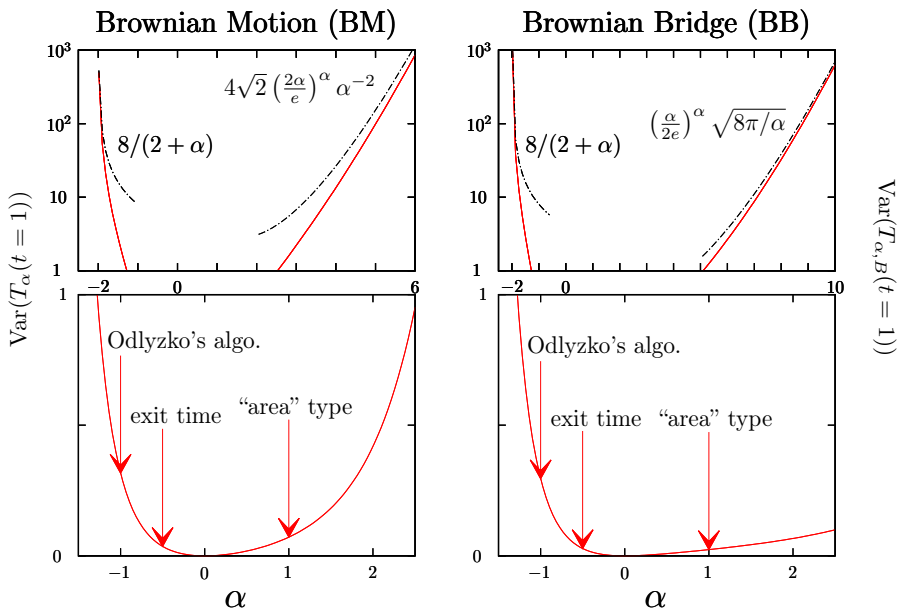 Brownian Motion (BM)
Brownian Bridge (BB)
Var(T_α(t = 1))
10^3
10^2
10
1
4√2 (2α/e)^α α^{-2}
8/(2 + α)
−2 0 6
10^3
10^2
10
1
(α/2e)^α √(8π/α)
8/(2 + α)
−2 0 10
Var(T_{α,B}(t = 1))
1
0
Odlyzko's algo.
exit time
“area” type
−1 0 1 2
α
1
0
Odlyzko's algo.
exit time
“area” type
−1 0 1 2
α